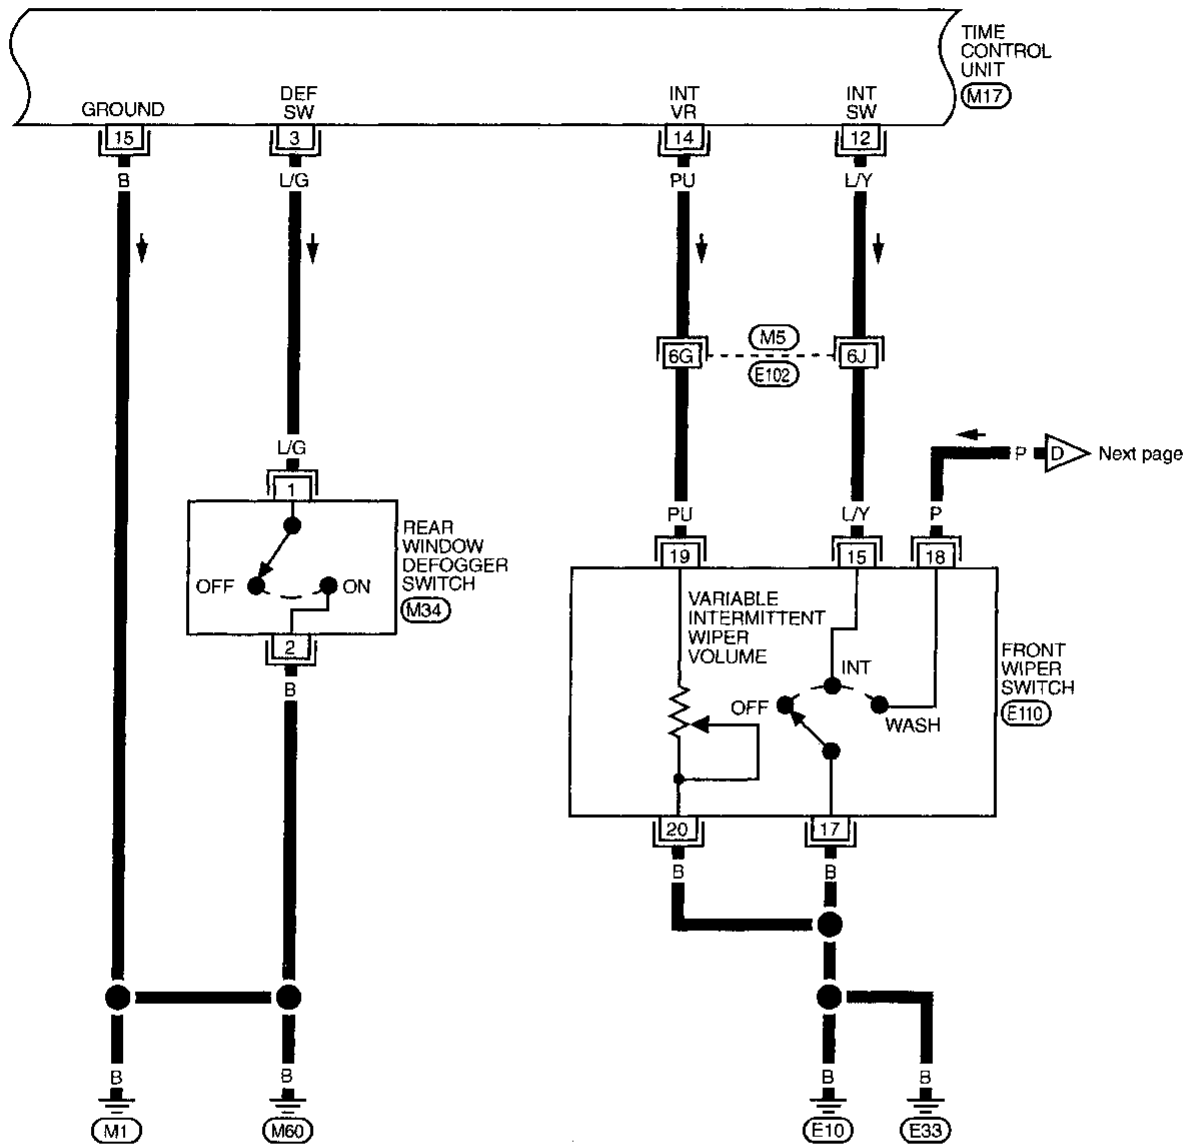 TIME
CONTROL
UNIT
M17
GROUND
DEF
SW
INT
VR
INT
SW
15
3
14
12
B
L/G
PU
L/Y
M5
6G
6J
E102
L/G
P
D
Next page
1
PU
L/Y
P
REAR
WINDOW
DEFOGGER
SWITCH
M34
OFF
ON
19
15
18
2
VARIABLE
INTERMITTENT
WIPER
VOLUME
B
INT
OFF
WASH
FRONT
WIPER
SWITCH
E110
20
17
B
B
B
B
B
B
M1
M60
E10
E33